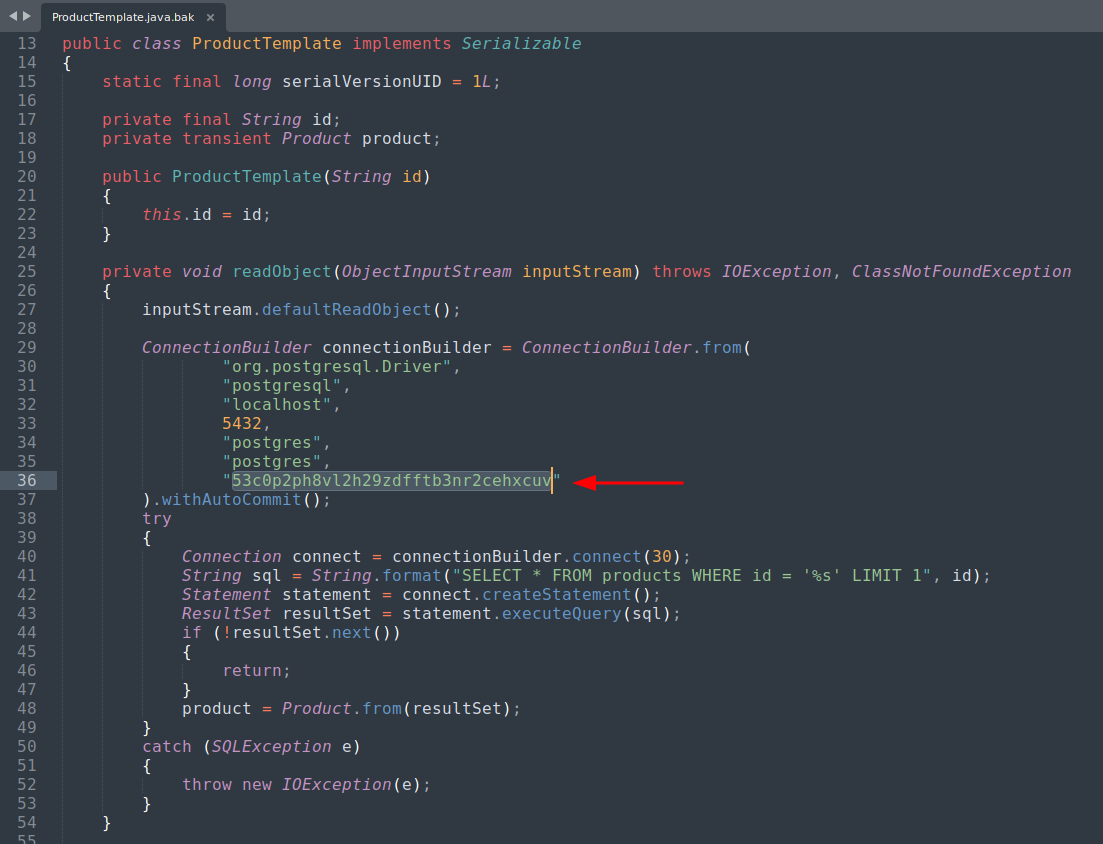 ProductTemplate.java.bak ×
13 public class ProductTemplate implements Serializable
14 {
15     static final long serialVersionUID = 1L;
16
17     private final String id;
18     private transient Product product;
19
20     public ProductTemplate(String id)
21     {
22         this.id = id;
23     }
24
25     private void readObject(ObjectInputStream inputStream) throws IOException, ClassNotFoundException
26     {
27         inputStream.defaultReadObject();
28
29         ConnectionBuilder connectionBuilder = ConnectionBuilder.from(
30                 "org.postgresql.Driver",
31                 "postgresql",
32                 "localhost",
33                 5432,
34                 "postgres",
35                 "postgres",
36                 "53c0p2ph8vl2h29zdfftb3nr2cehxcuv"
37         ).withAutoCommit();
38         try
39         {
40             Connection connect = connectionBuilder.connect(30);
41             String sql = String.format("SELECT * FROM products WHERE id = '%s' LIMIT 1", id);
42             Statement statement = connect.createStatement();
43             ResultSet resultSet = statement.executeQuery(sql);
44             if (!resultSet.next())
45             {
46                 return;
47             }
48             product = Product.from(resultSet);
49         }
50         catch (SQLException e)
51         {
52             throw new IOException(e);
53         }
54     }
55